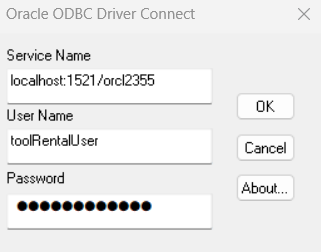 Oracle ODBC Driver Connect
Service Name
localhost:1521/orcl2355
OK
User Name
toolRentalUser
Cancel
Password
About...
●●●●●●●●●●●●